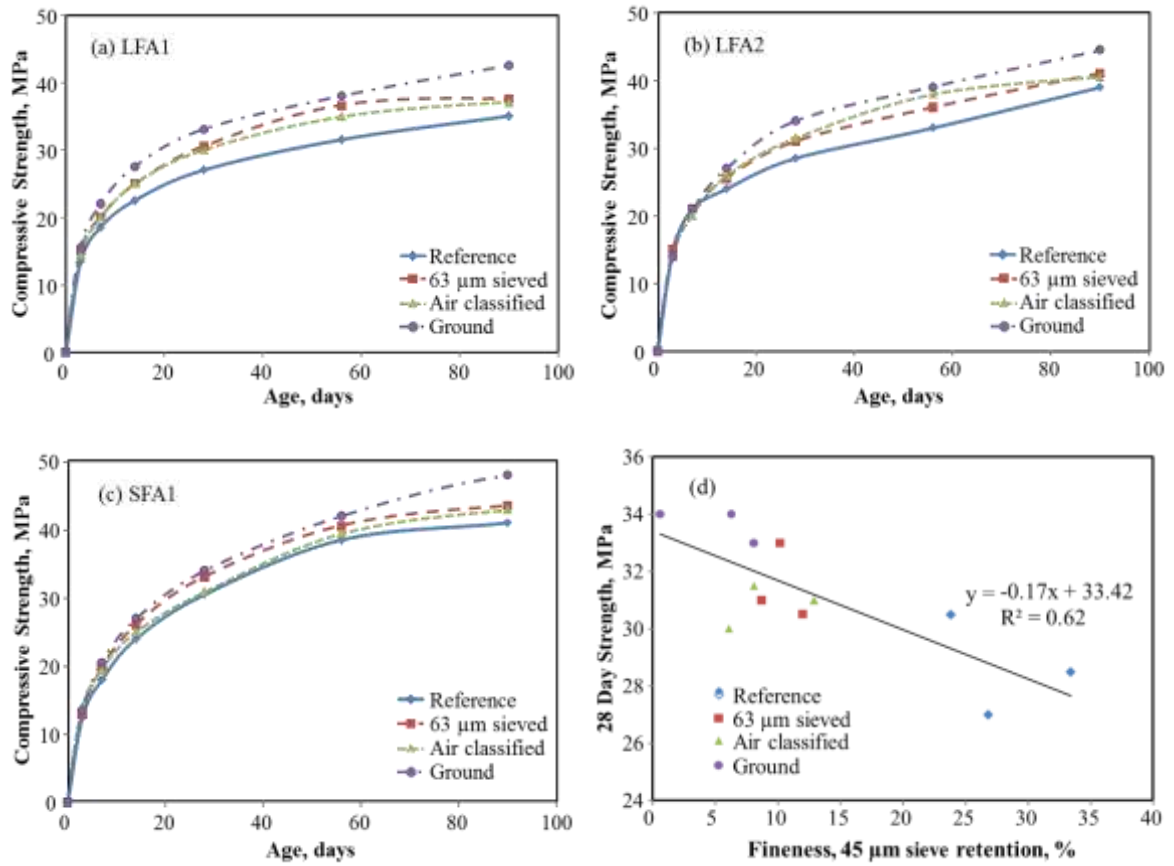 (a) LFA1
Compressive Strength, MPa
50
40
30
20
10
0
0 20 40 60 80 100
Age, days
Reference
63 µm sieved
Air classified
Ground
(b) LFA2
Compressive Strength, MPa
50
40
30
20
10
0
0 20 40 60 80 100
Age, days
Reference
63 µm sieved
Air classified
Ground
(c) SFA1
Compressive Strength, MPa
50
40
30
20
10
0
0 20 40 60 80 100
Age, days
Reference
63 µm sieved
Air classified
Ground
(d)
28 Day Strength, MPa
36
34
32
30
28
26
24
0 5 10 15 20 25 30 35 40
Fineness, 45 µm sieve retention, %
y = -0.17x + 33.42
R² = 0.62
Reference
63 µm sieved
Air classified
Ground